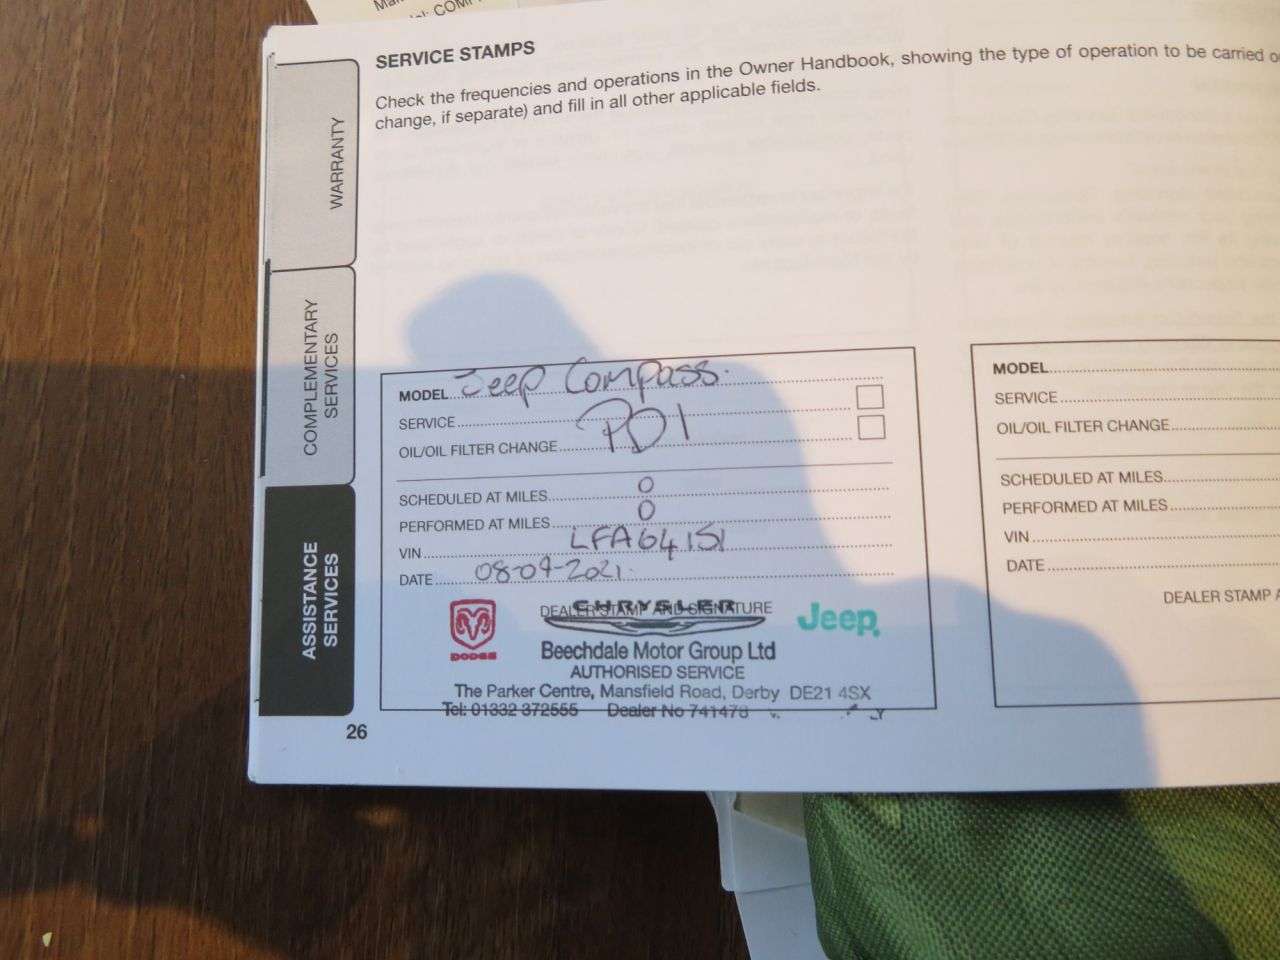 COMP
SERVICE STAMPS
Check the frequencies and operations in the Owner Handbook, showing the type of operation to be carried
change, if separate) and fill in all other applicable fields.
WARRANTY
COMPLEMENTARY
SERVICES
ASSISTANCE
SERVICES
MODEL Jeep Compass.
SERVICE PDI
OIL/OIL FILTER CHANGE
SCHEDULED AT MILES 0
PERFORMED AT MILES 0
VIN LFA64151
DATE 08-09-2021.
DEALER STAMP AND SIGNATURE
CHRYSLER
DODGE
Jeep
Beechdale Motor Group Ltd
AUTHORISED SERVICE
The Parker Centre, Mansfield Road, Derby DE21 4SX
Tel: 01332 372555 Dealer No 741478
MODEL
SERVICE
OIL/OIL FILTER CHANGE
SCHEDULED AT MILES
PERFORMED AT MILES
VIN
DATE
DEALER STAMP
26